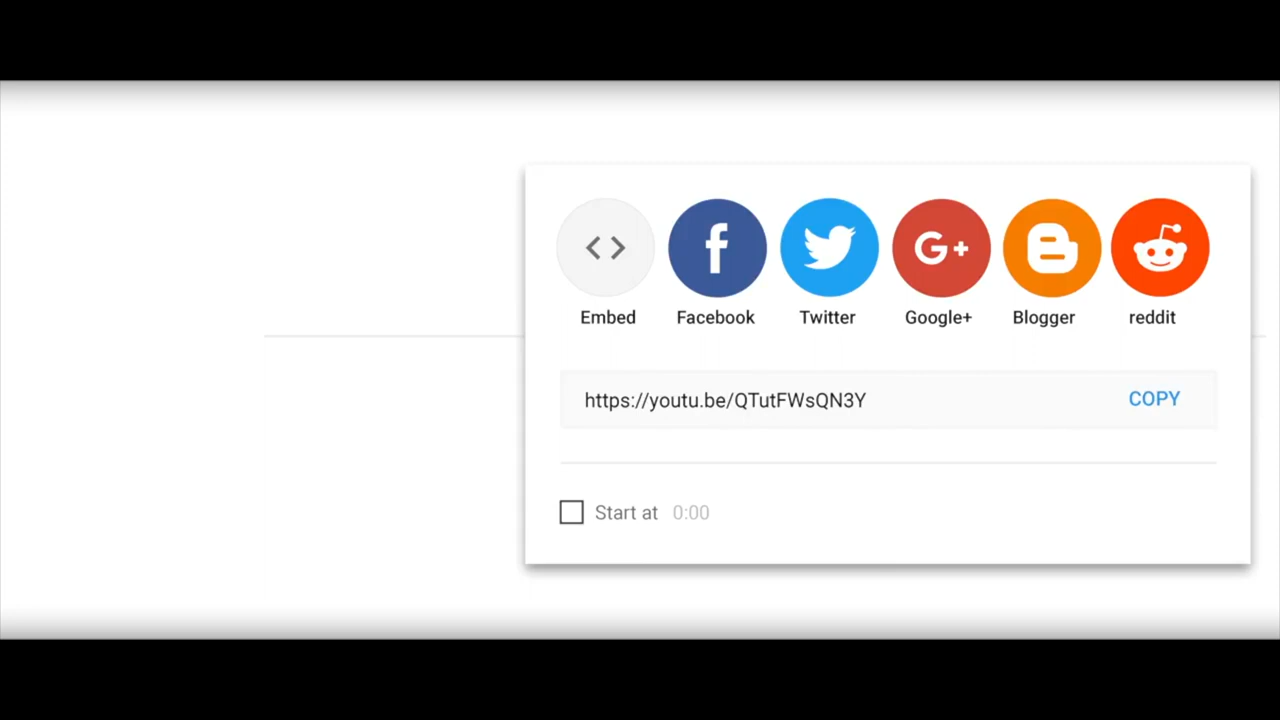 Embed Facebook Twitter Google+ Blogger reddit
https://youtu.be/QTutFWsQN3Y COPY
Start at 0:00